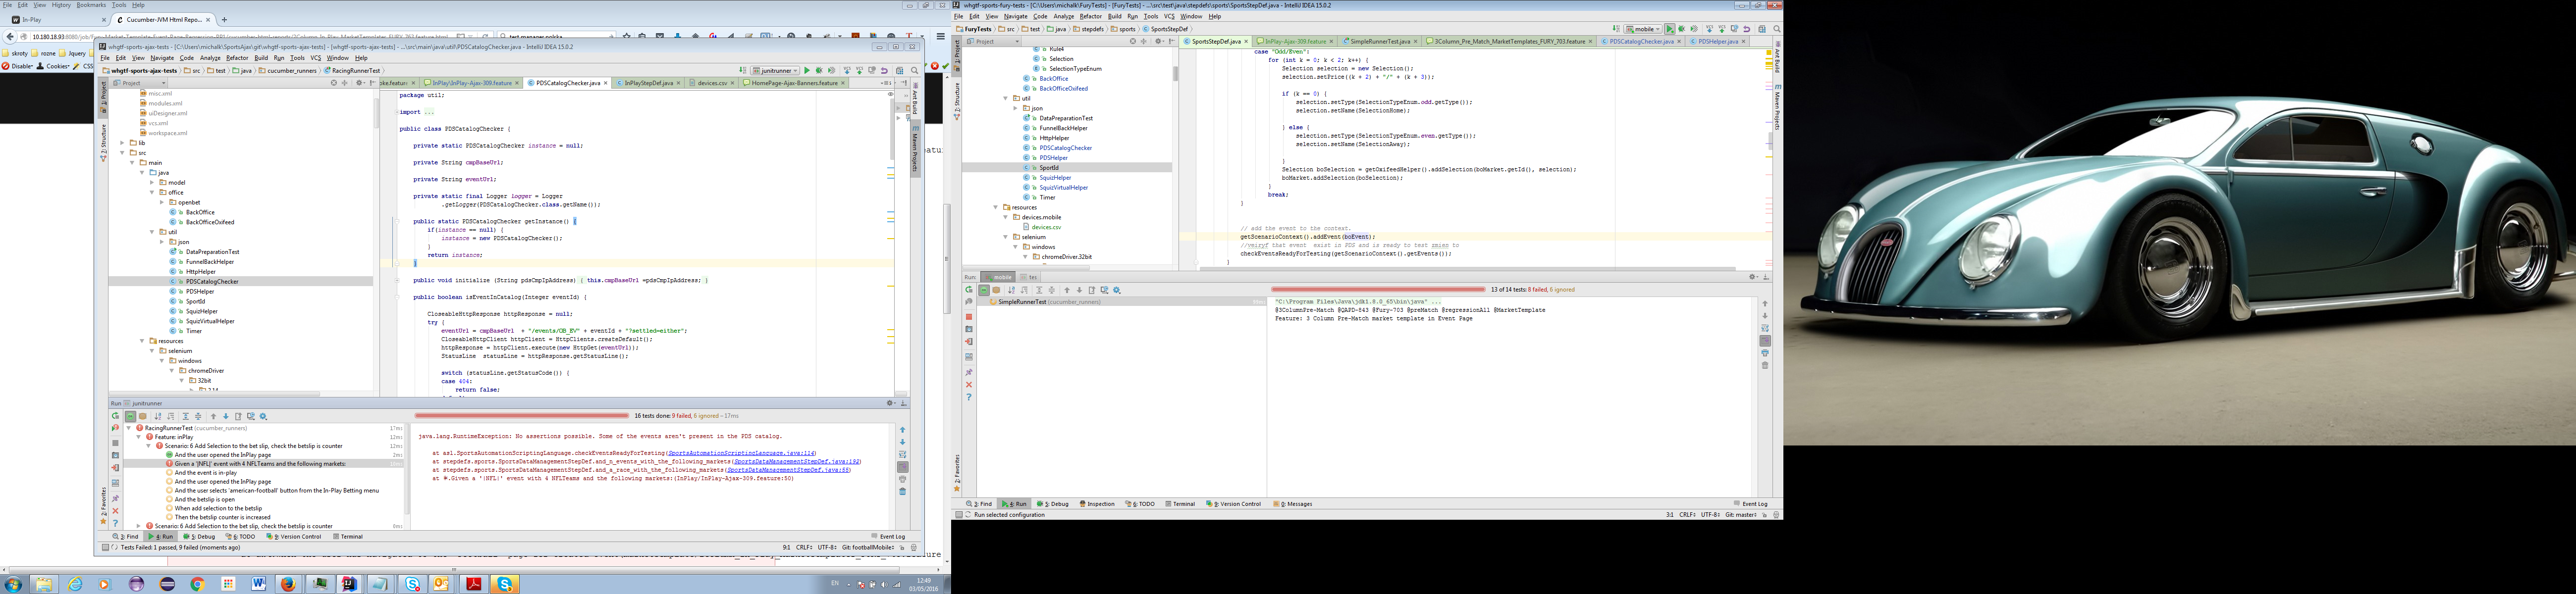 File Edit View History Bookmarks Tools Help
In-Play
Cucumber-JVM Html Repo...
skroty
rozne
Jquery
Disable
Cookies
whgtf-sports-ajax-tests - [C:\Users\michalk\SportsAjax\git\whgtf-sports-ajax-tests] - [whgtf-sports-ajax-tests] - ...\src\main\java\util\PDSCatalogChecker.java - IntelliJ IDEA 15.0.2
File Edit View Navigate Code Analyze Refactor Build Run Tools VCS Window Help
whgtf-sports-ajax-tests
src
test
java
cucumber_runners
RacingRunnerTest
junitrunner
Project
InPlay\InPlay-Ajax-309.feature
PDSCatalogChecker.java
InPlayStepDef.java
devices.csv
HomePage-Ajax-Banners.feature
misc.xml
modules.xml
uiDesigner.xml
vcs.xml
workspace.xml
lib
src
main
java
model
office
openbet
BackOffice
BackOfficeOxifeed
util
json
DataPreparationTest
FunnelBackHelper
HttpHelper
PDSCatalogChecker
PDSHelper
SportId
SquizHelper
SquizVirtualHelper
Timer
resources
selenium
windows
chromeDriver
32bit
package util;
import ...
public class PDSCatalogChecker {
private static PDSCatalogChecker instance = null;
private String cmpBaseUrl;
private String eventUrl;
private static final Logger logger = Logger
.getLogger(PDSCatalogChecker.class.getName());
public static PDSCatalogChecker getInstance() {
if(instance == null) {
instance = new PDSCatalogChecker();
}
return instance;
}
public void initialize (String pdsCmpIpAddress) { this.cmpBaseUrl =pdsCmpIpAddress; }
public boolean isEventInCatalog(Integer eventId) {
CloseableHttpResponse httpResponse = null;
try {
eventUrl = cmpBaseUrl + "/events/OB_EV" + eventId + "?settled=either";
CloseableHttpClient httpClient = HttpClients.createDefault();
httpResponse = httpClient.execute(new HttpGet(eventUrl));
StatusLine statusLine = httpResponse.getStatusLine();
switch (statusLine.getStatusCode()) {
case 404:
return false;
Run junitrunner
16 tests done: 9 failed, 6 ignored - 17ms
RacingRunnerTest (cucumber_runners)
Feature: inPlay
Scenario: 6 Add Selection to the bet slip, check the betslip is counter
And the user opened the InPlay page
Given a '|NFL|' event with 4 NFLTeams and the following markets:
And the event is in-play
And the user opened the InPlay page
And the user selects 'american-football' button from the In-Play Betting menu
And the betslip is open
When add selection to the betslip
Then the betslip counter is increased
Scenario: 6 Add Selection to the bet slip, check the betslip is counter
java.lang.RuntimeException: No assertions possible. Some of the events aren't present in the PDS catalog.
at asl.SportsAutomationScriptingLanguage.checkEventsReadyForTesting(SportsAutomationScriptingLanguage.java:114)
at stepdefs.sports.SportsDataManagementStepDef.and_n_events_with_the_following_markets(SportsDataManagementStepDef.java:192)
at stepdefs.sports.SportsDataManagementStepDef.and_a_race_with_the_following_markets(SportsDataManagementStepDef.java:55)
at *.Given a '|NFL|' event with 4 NFLTeams and the following markets:(InPlay/InPlay-Ajax-309.feature:50)
3: Find 4: Run 5: Debug 6: TODO 9: Version Control Terminal Event Log
Tests Failed: 1 passed, 9 failed (moments ago)
9:1 CRLF UTF-8 Git: footballMobile
EN
12:49
03/05/2016
whgtf-sports-fury-tests - [C:\Users\michalk\FuryTests] - [FuryTests] - ...\src\test\java\stepdefs\sports\SportsStepDef.java - IntelliJ IDEA 15.0.2
File Edit View Navigate Code Analyze Refactor Build Run Tools VCS Window Help
furyTests
src
test
java
stepdefs
sports
SportsStepDef
mobile
Project
SportsStepDef.java
InPlay-Ajax-309.feature
SimpleRunnerTest.java
3Column_Pre_Match_MarketTemplates_FURY_703.feature
PDSCatalogChecker.java
PDSHelper.java
Rule4
Selection
SelectionTypeEnum
BackOffice
BackOfficeOxifeed
util
json
DataPreparationTest
FunnelBackHelper
HttpHelper
PDSCatalogChecker
PDSHelper
SportId
SquizHelper
SquizVirtualHelper
Timer
resources
devices.mobile
devices.csv
selenium
windows
chromeDriver.32bit
case "Odd/Even":
for (int k = 0; k < 2; k++) {
Selection selection = new Selection();
selection.setPrice((k + 2) + "/" + (k + 3));
if (k == 0) {
selection.setType(SelectionTypeEnum.odd.getType());
selection.setName(SelectionHome);
} else {
selection.setType(SelectionTypeEnum.even.getType());
selection.setName(SelectionAway);
}
Selection boSelection = getOxifeedHelper().addSelection(boMarket.getId(), selection);
boMarket.addSelection(boSelection);
}
break;
}
// add the event to the context.
getScenarioContext().addEvent(boEvent);
//veiryf that event exist in PDS and is ready to test zmien to
checkEventsReadyForTesting(getScenarioContext().getEvents());
}
Run: mobile
13 of 14 tests: 8 failed, 6 ignored
SimpleRunnerTest (cucumber_runners)
"C:\Program Files\Java\jdk1.8.0_65\bin\java" ...
@3ColumnPre-Match @QAPD-843 @Fury-703 @preMatch @regressionAll @MarketTemplate
Feature: 3 Column Pre-Match market template in Event Page
3: Find 4: Run 5: Debug Inspection 6: TODO Terminal 9: Version Control 0: Messages Event Log
Run selected configuration
3:1 CRLF UTF-8 Git: master